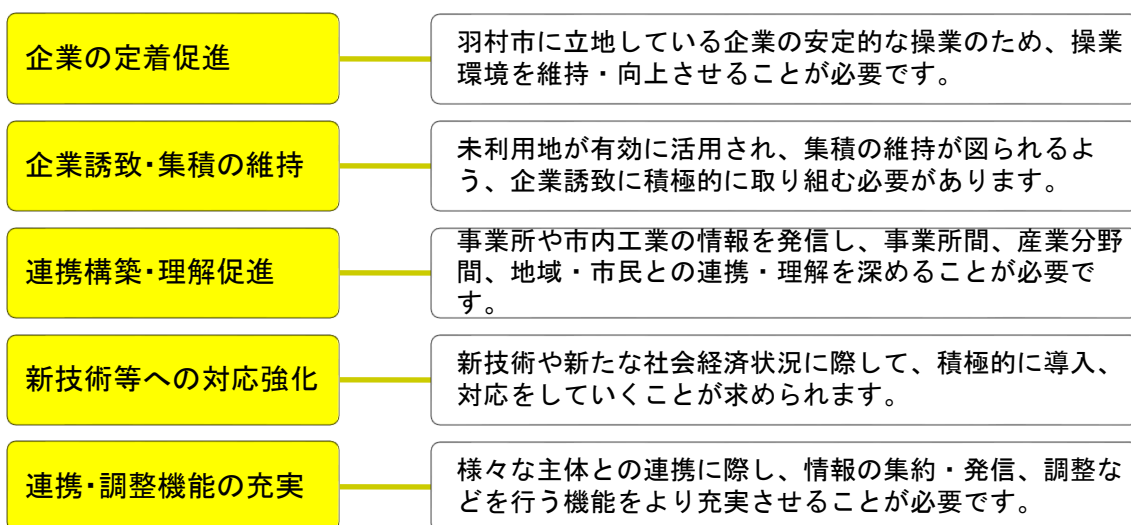 企業の定着促進
羽村市に立地している企業の安定的な操業のため、操業
環境を維持・向上させることが必要です。
企業誘致・集積の維持
未利用地が有効に活用され、集積の維持が図られるよ
う、企業誘致に積極的に取り組む必要があります。
連携構築・理解促進
事業所や市内工業の情報を発信し、事業所間、産業分野
間、地域・市民との連携・理解を深めることが必要で
す。
新技術等への対応強化
新技術や新たな社会経済状況に際して、積極的に導入、
対応をしていくことが求められます。
連携・調整機能の充実
様々な主体との連携に際し、情報の集約・発信、調整な
どを行う機能をより充実させることが必要です。